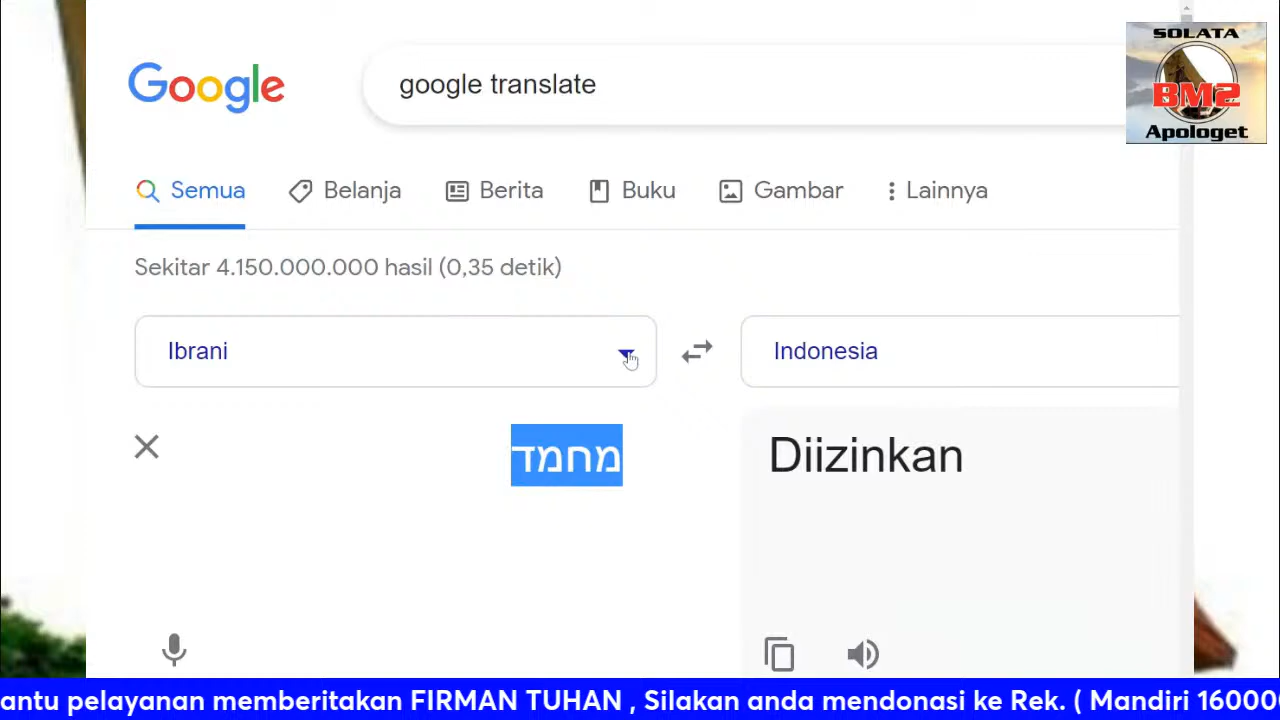 SOLATA
BM2
Apologet
Google
google translate
Semua
Belanja
Berita
Buku
Gambar
Lainnya
Sekitar 4.150.000.000 hasil (0,35 detik)
Ibrani
Indonesia
מחמד
Diizinkan
antu pelayanan memberitakan FIRMAN TUHAN , Silakan anda mendonasi ke Rek. ( Mandiri 16000